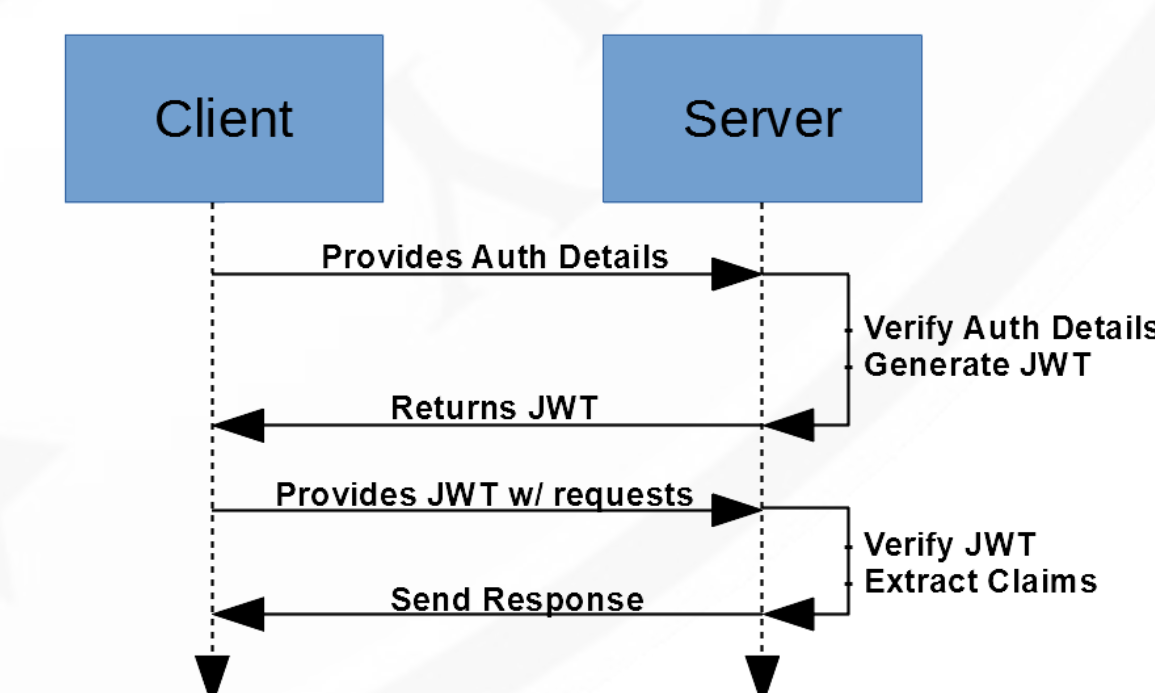 Client
Server
Provides Auth Details
Verify Auth Details
Generate JWT
Returns JWT
Provides JWT w/ requests
Verify JWT
Extract Claims
Send Response